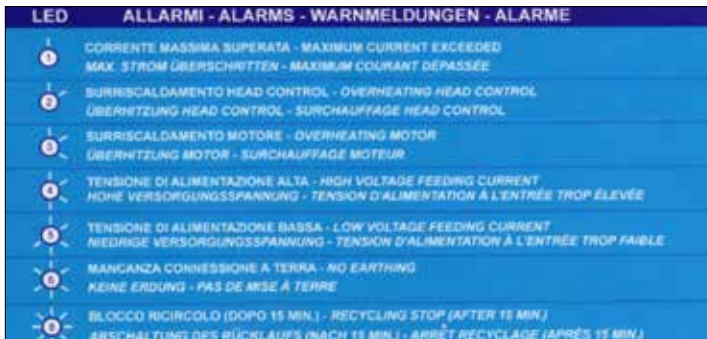 LED ALLARMI - ALARMS - WARNMELDUNGEN - ALARME
1 CORRENTE MASSIMA SUPERATA - MAXIMUM CURRENT EXCEEDED
MAX. STROM ÜBERSCHRITTEN - MAXIMUM COURANT DÉPASSÉE
2 SURRISCALDAMENTO HEAD CONTROL - OVERHEATING HEAD CONTROL
ÜBERHITZUNG HEAD CONTROL - SURCHAUFFAGE HEAD CONTROL
3 SURRISCALDAMENTO MOTORE - OVERHEATING MOTOR
ÜBERHITZUNG MOTOR - SURCHAUFFAGE MOTEUR
4 TENSIONE DI ALIMENTAZIONE ALTA - HIGH VOLTAGE FEEDING CURRENT
HOHE VERSORGUNGSSPANNUNG - TENSION D'ALIMENTATION À L'ENTRÉE TROP ÉLEVÉE
5 TENSIONE DI ALIMENTAZIONE BASSA - LOW VOLTAGE FEEDING CURRENT
NIEDRIGE VERSORGUNGSSPANNUNG - TENSION D'ALIMENTATION À L'ENTRÉE TROP FAIBLE
6 MANCANZA CONNESSIONE A TERRA - NO EARTHING
KEINE ERDUNG - PAS DE MISE À TERRE
8 BLOCCO RICIRCOLO (DOPO 15 MIN.) - RECYCLING STOP (AFTER 15 MIN.)
ABSCHALTUNG DES RÜCKLAUFS (NACH 15 MIN.) - ARRÊT RECYCLAGE (APRÈS 15 MIN.)